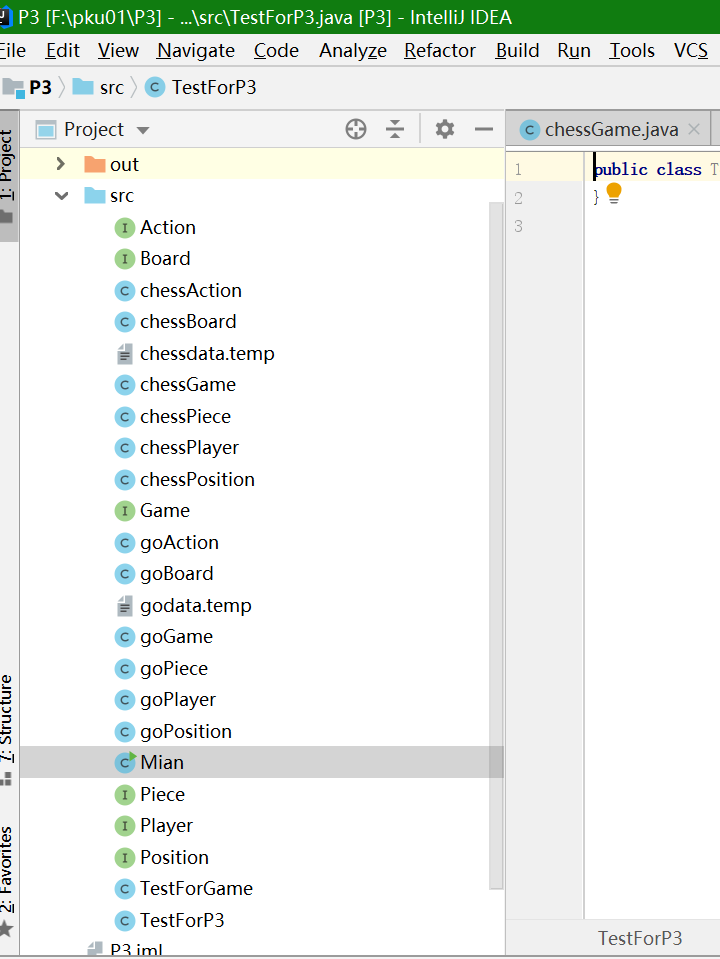 P3 [F:\pku01\P3] - ...\src\TestForP3.java [P3] - IntelliJ IDEA
File Edit View Navigate Code Analyze Refactor Build Run Tools VCS
P3 src TestForP3
1: Project
Project
chessGame.java
out
src
Action
Board
chessAction
chessBoard
chessdata.temp
chessGame
chessPiece
chessPlayer
chessPosition
Game
goAction
goBoard
godata.temp
goGame
goPiece
goPlayer
goPosition
Mian
Piece
Player
Position
TestForGame
TestForP3
P3.iml
7: Structure
2: Favorites
1 public class T
2 }
3
TestForP3